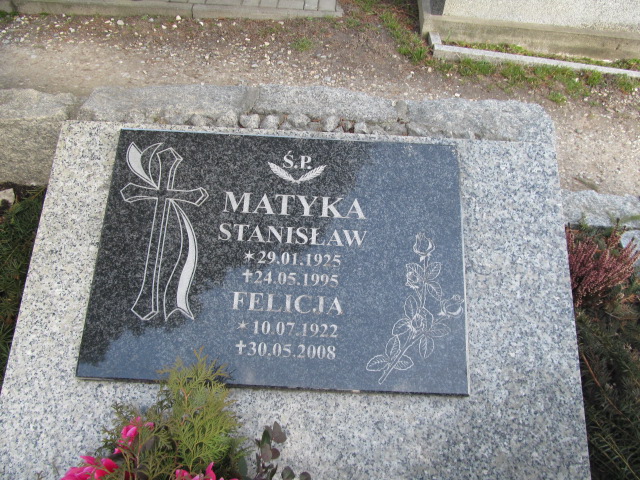 Ś.P.
MATYKA
STANISŁAW
*29.01.1925
✝24.05.1995
FELICJA
*10.07.1922
✝30.05.2008